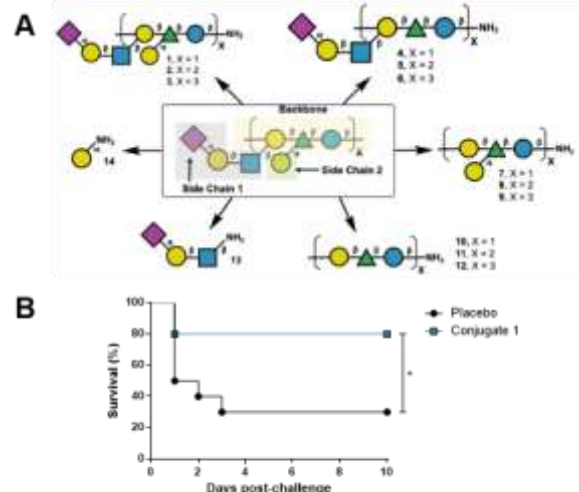 A
1, X = 1
2, X = 2
3, X = 3
4, X = 1
5, X = 2
6, X = 3
Backbone
Side Chain 1
Side Chain 2
NH₂
14
7, X = 1
8, X = 2
9, X = 3
13
10, X = 1
11, X = 2
12, X = 3
B
Survival (%)
100
80
60
40
20
0
0
2
4
6
8
10
Days post-challenge
Placebo
Conjugate 1
*